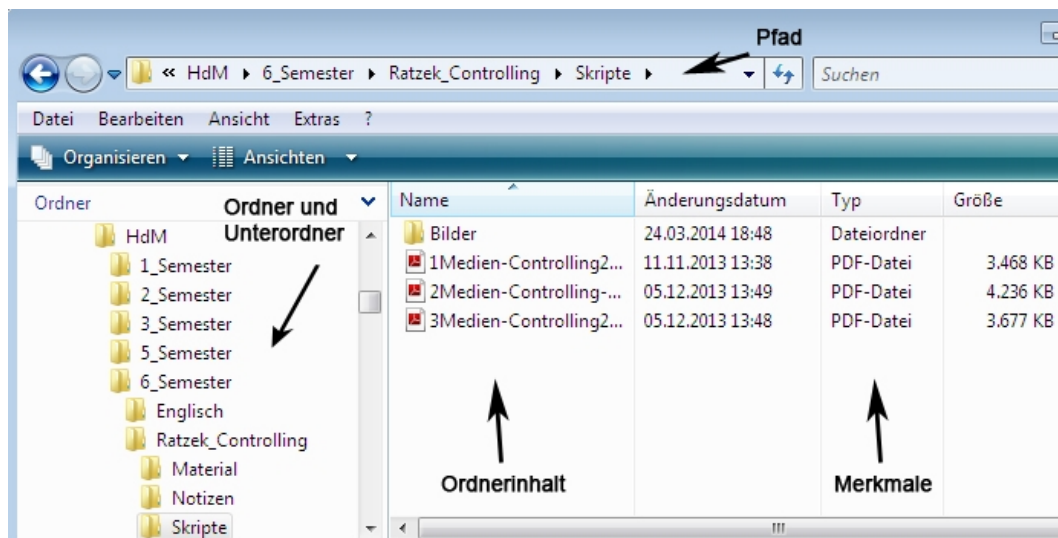 Pfad
« HdM ▸ 6_Semester ▸ Ratzek_Controlling ▸ Skripte ▸
Suchen
Datei Bearbeiten Ansicht Extras ?
Organisieren Ansichten
Ordner
Ordner und
Unterordner
HdM
1_Semester
2_Semester
3_Semester
5_Semester
6_Semester
Englisch
Ratzek_Controlling
Material
Notizen
Skripte
Name Änderungsdatum Typ Größe
Bilder 24.03.2014 18:48 Dateiordner
1Medien-Controlling2... 11.11.2013 13:38 PDF-Datei 3.468 KB
2Medien-Controlling-... 05.12.2013 13:49 PDF-Datei 4.236 KB
3Medien-Controlling2... 05.12.2013 13:48 PDF-Datei 3.677 KB
Ordnerinhalt
Merkmale